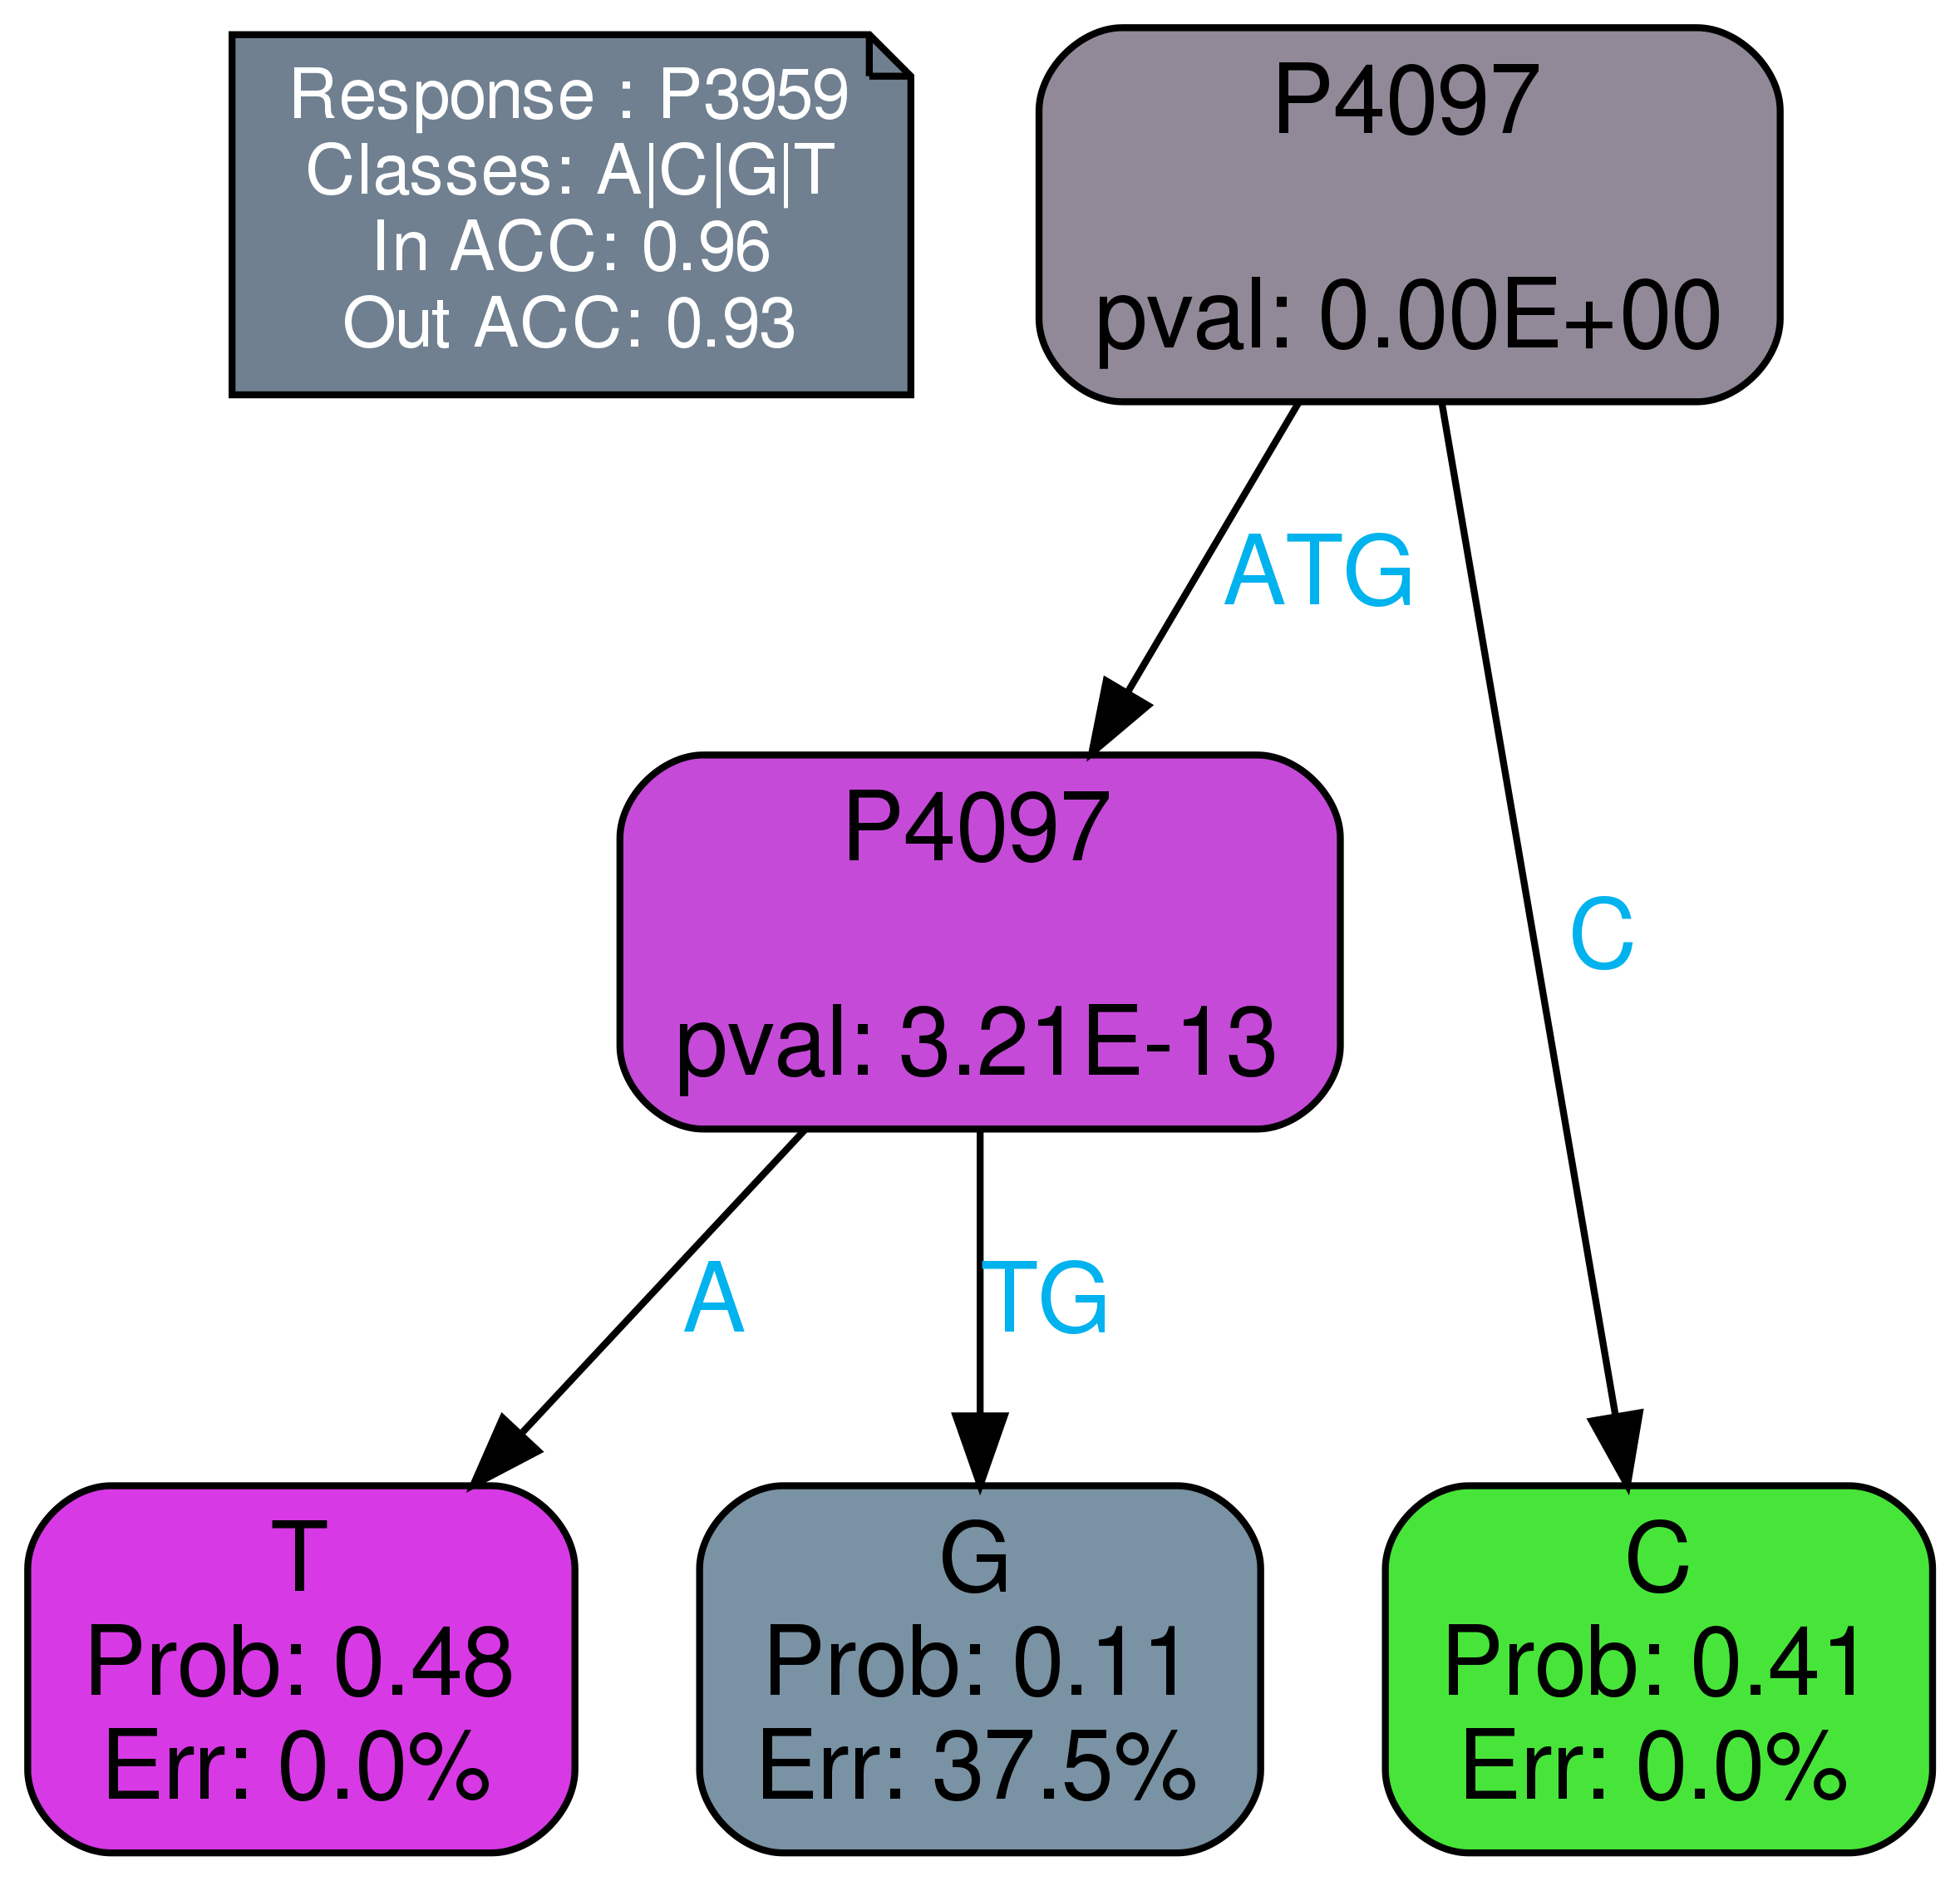 Response : P3959
Classes: A|C|G|T
In ACC: 0.96
Out ACC: 0.93
P4097
pval: 0.00E+00
ATG
P4097
pval: 3.21E-13
C
A
TG
T
Prob: 0.48
Err: 0.0%
G
Prob: 0.11
Err: 37.5%
C
Prob: 0.41
Err: 0.0%